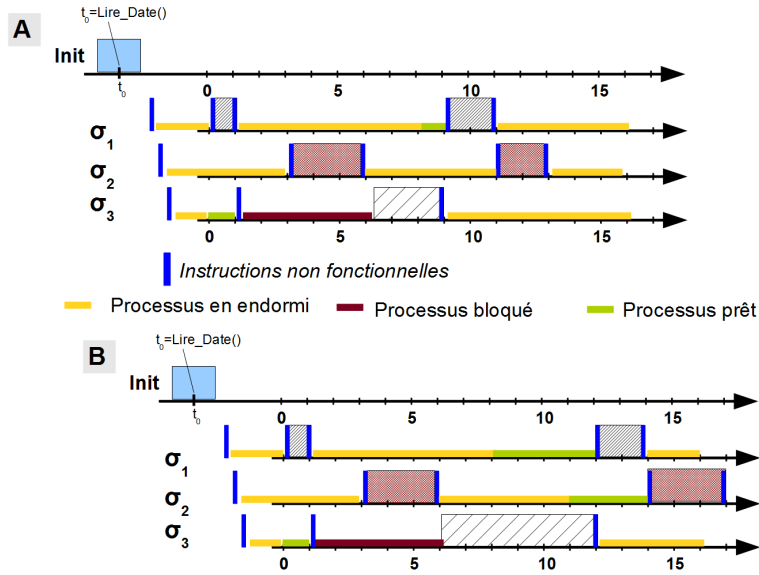 t0=Lire_Date()
A
Init
t0
0 5 10 15
σ1
σ2
σ3
0 5 10 15
Instructions non fonctionnelles
Processus en endormi
Processus bloqué
Processus prêt
t0=Lire_Date()
B
Init
t0
0 5 10 15
σ1
σ2
σ3
0 5 10 15